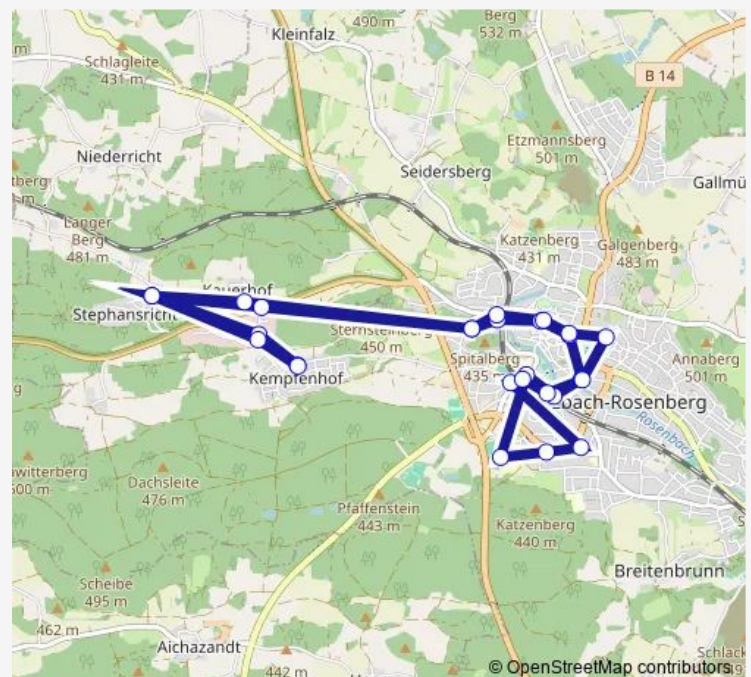 Kleinfalz
490 m
Berg
532 m
Schlagleite
431 m
B 14
Etzmannsberg
501 m
Niederricht
Seidersberg
Gallmü
Langer
Berg
481 m
Katzenberg
431 m
Galgenberg
483 m
Kauerhof
Stephansricht
Sternsteinberg
450 m
Spitalberg
435
Annaberg
501 m
Kempfenhof
bach-Rosenberg
Rosenbach
Dachsleite
476 m
Pfaffenstein
443 m
Katzenberg
440 m
Breitenbrunn
Scheibe
495 m
462 m
Aichazandt
442 m
© OpenStreetMap contributors